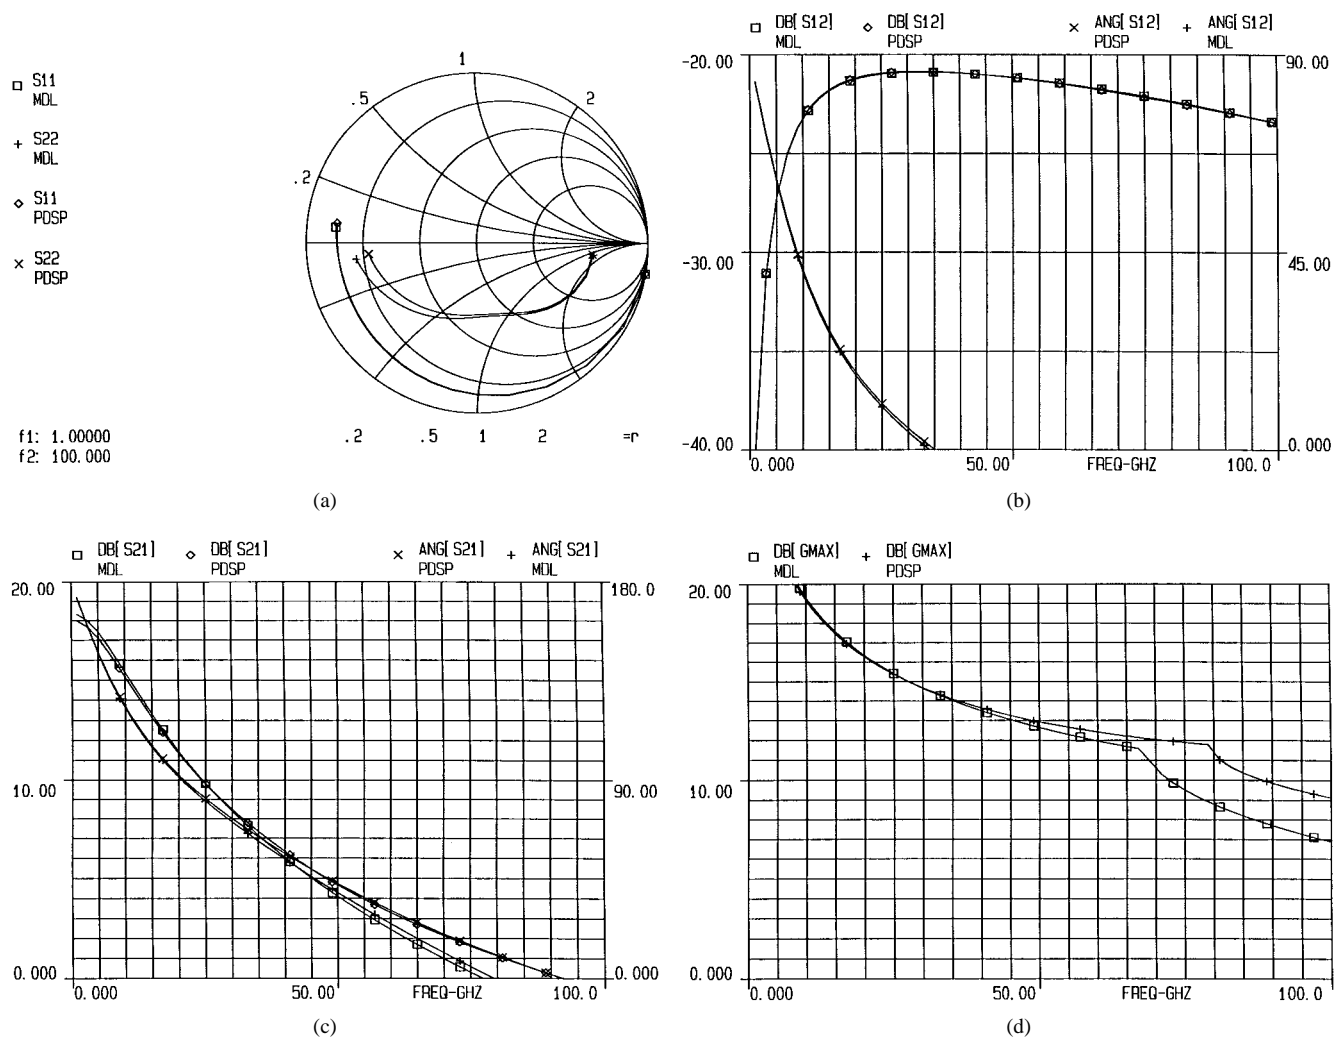 S11
MDL
S22
MDL
S11
PDSP
S22
PDSP
1
.5
2
.2
f1: 1.00000
f2: 100.000
.2 .5 1 2 =r
(a)
DB[ S12] DB[ S12] ANG[ S12] ANG[ S12]
MDL PDSP PDSP MDL
-20.00 90.00
-30.00 45.00
-40.00 0.000
0.000 50.00 FREQ-GHZ 100.0
(b)
DB[ S21] DB[ S21] ANG[ S21] ANG[ S21]
MDL PDSP PDSP MDL
20.00 180.0
10.00 90.00
0.000 0.000
0.000 50.00 FREQ-GHZ 100.0
(c)
DB[ GMAX] DB[ GMAX]
MDL PDSP
20.00
10.00
0.000
0.000 50.00 FREQ-GHZ 100.0
(d)